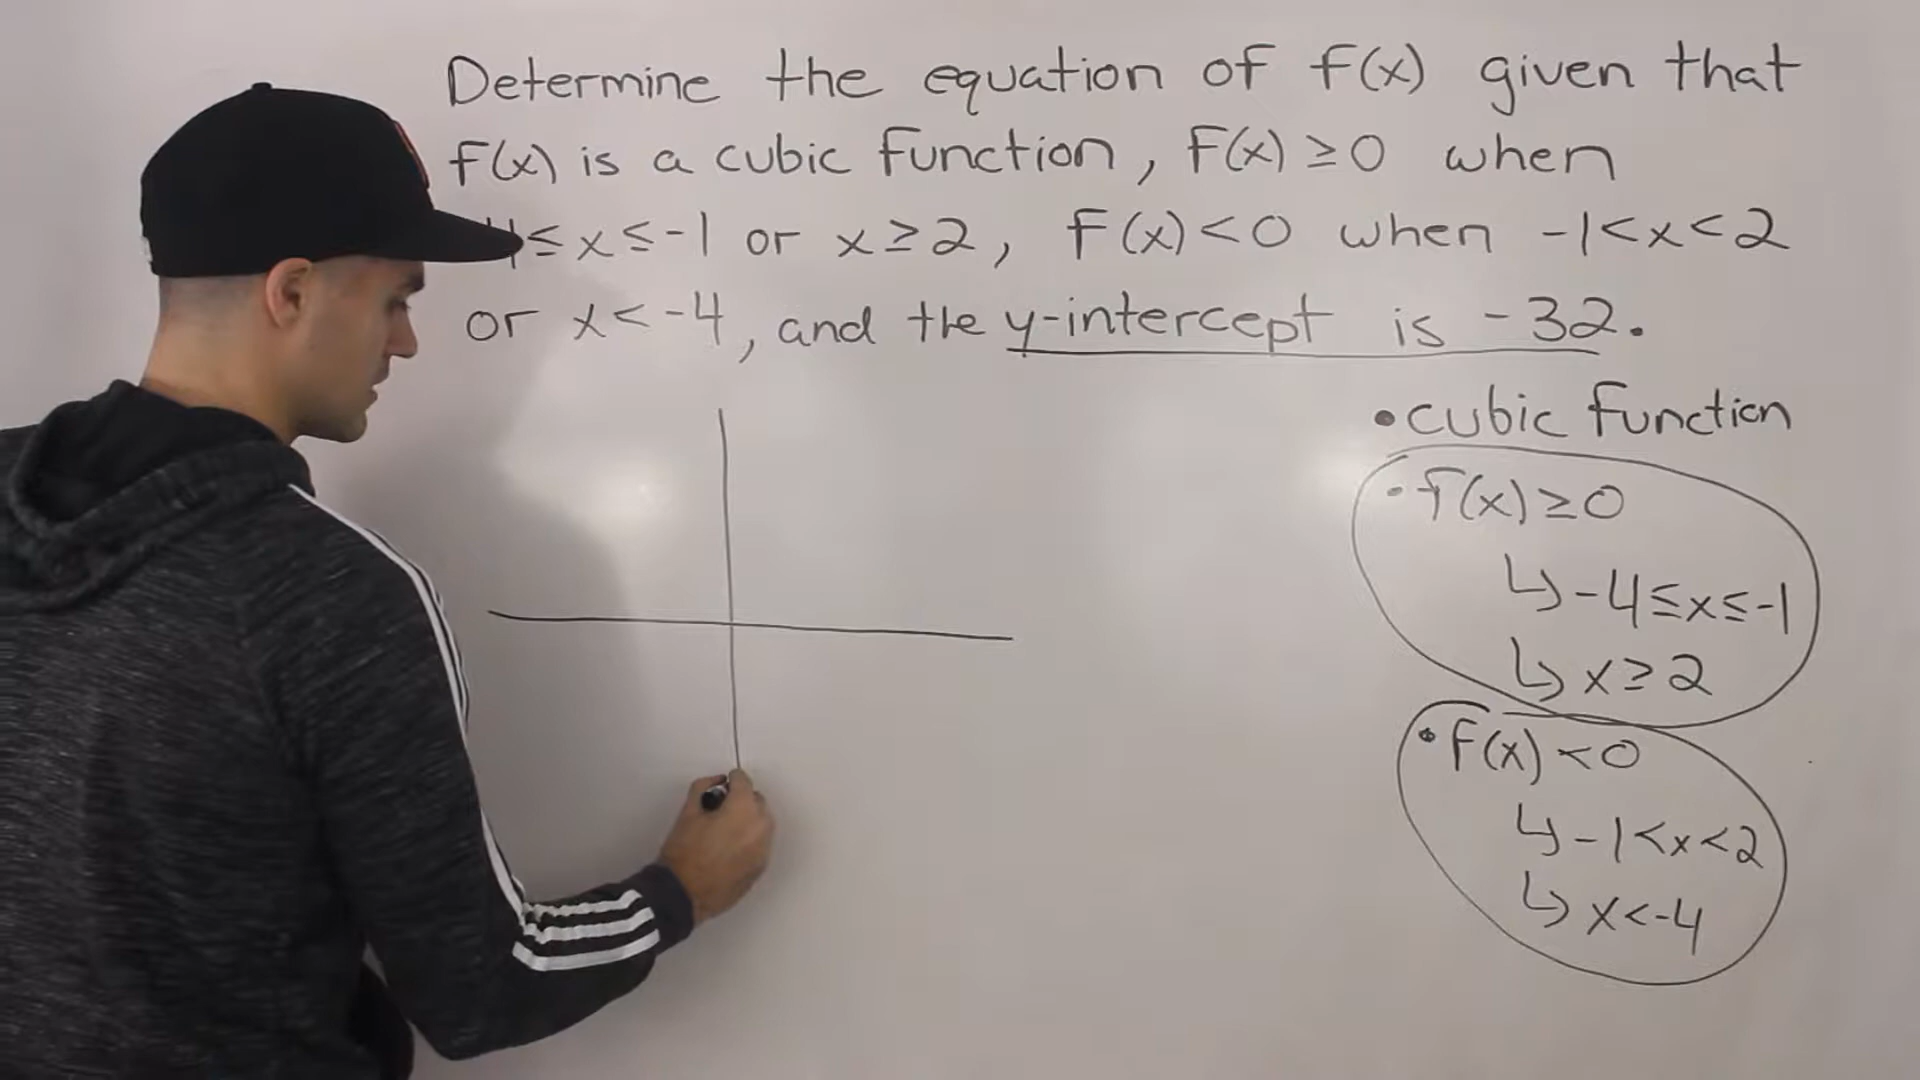 Determine the equation of f(x) given that
f(x) is a cubic function, f(x) ≥ 0 when
≤ x ≤ -1 or x ≥ 2, f(x) < 0 when -1 < x < 2
or x < -4, and the y-intercept is -32.
• cubic function
• f(x) ≥ 0
↳ -4 ≤ x ≤ -1
↳ x ≥ 2
• f(x) < 0
↳ -1 < x < 2
↳ x < -4